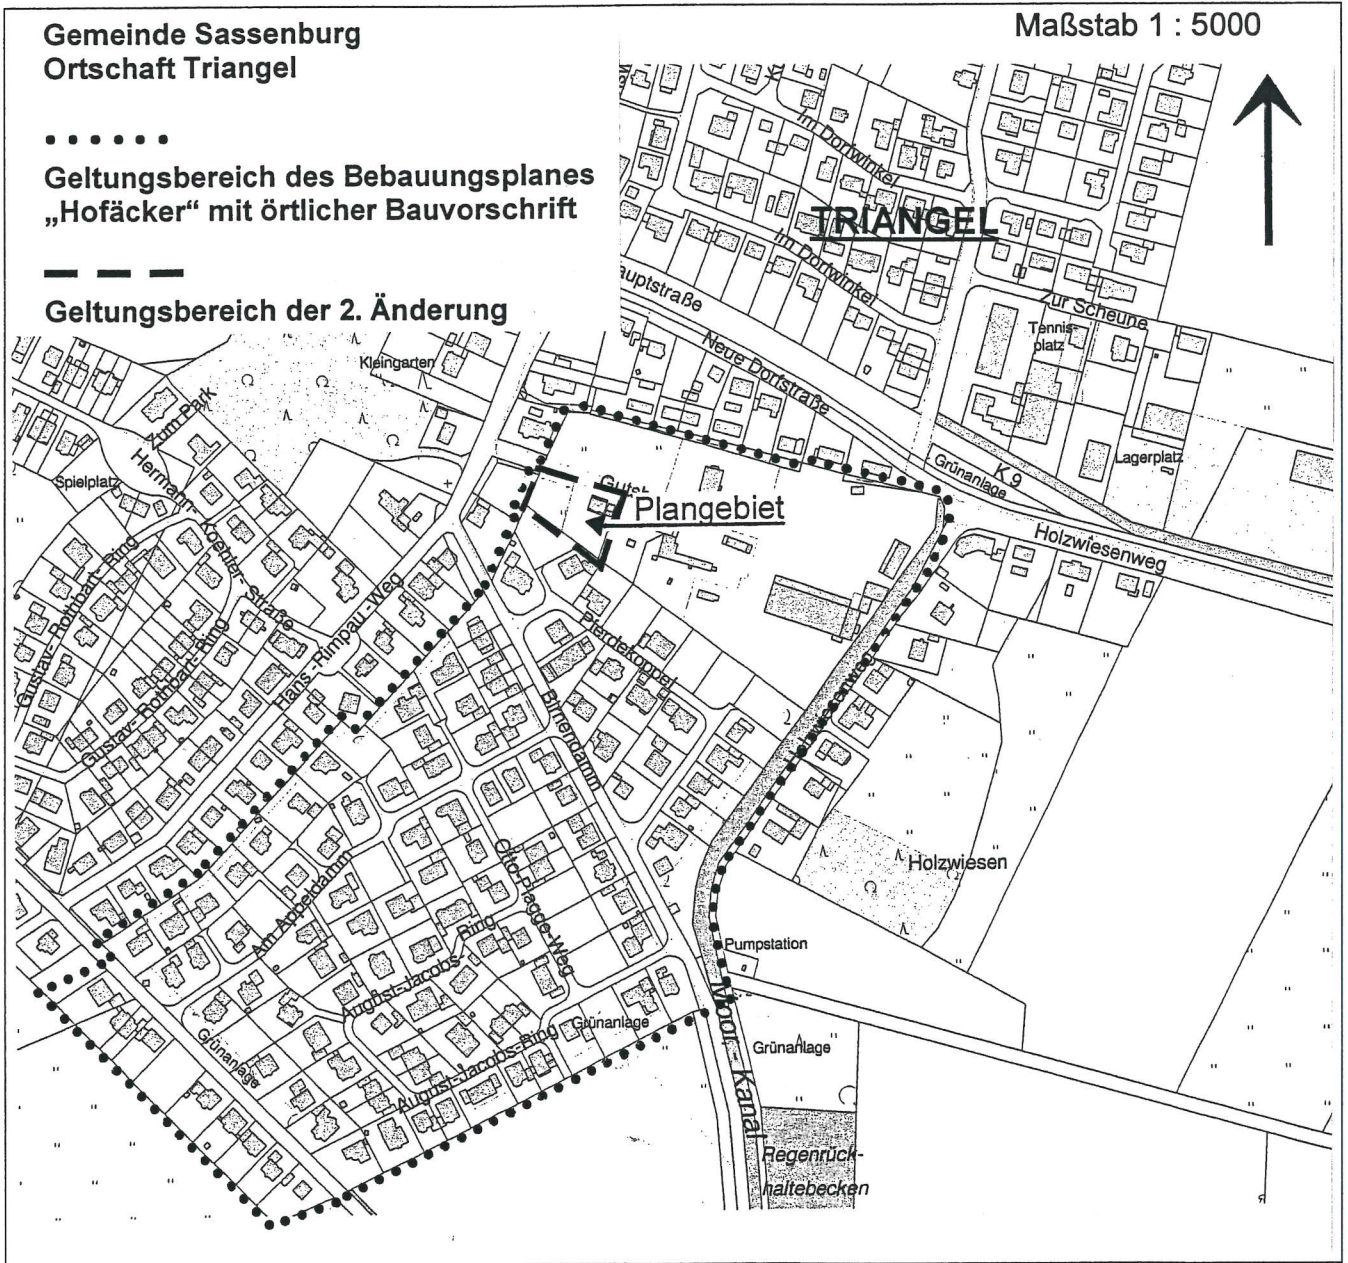 Gemeinde Sassenburg
Ortschaft Triangel
Maßstab 1 : 5000
Geltungsbereich des Bebauungsplanes
„Hofäcker“ mit örtlicher Bauvorschrift
Geltungsbereich der 2. Änderung
Im Dorfwinkel
TRIANGEL
Im Dorfwinkel
auptstraße
Zur Scheune
Tennis-
platz
Neue Dorfstraße
Kleingarten
Zum Park
Hermann-Koehler-Straße
Spielplatz
Lagerplatz
K 9
Grünanlage
Plangebiet
Holzwiesenweg
Gustav-Rothbart-Ring
Gustav-Rothbart-Ring
Hans-Rimpau-Weg
Pferdekoppel
Birnendamm
Holzwiesen
Otto-Plagge-Weg
Am Appeldamm
August-Jacobs-Ring
Pumpstation
August-Jacobs-Ring
Grünanlage
Grünanlage
Grünanlage
Moor-Kanal
Regenrück-
haltebecken